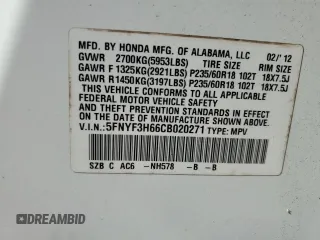 MFD. BY HONDA MFG. OF ALABAMA, LLC 02/'12
GVWR 2700KG(5953LBS) TIRE SIZE RIM SIZE
GAWR F 1325KG(2921LBS) P235/60R18 102T 18X7.5J
GAWR R1450KG(3197LBS) P235/60R18 102T 18X7.5J
THIS VEHICLE CONFORMS TO ALL APPLICABLE
FEDERAL MOTOR VEHICLE SAFETY AND THEFT
PREVENTION STANDARDS IN EFFECT ON THE DATE
OF MANUFACTURE SHOWN ABOVE.
V.I.N.: 5FNYF3H66CB020271 TYPE: MPV
SZB C AC6 -NH578 -B -B
DREAMBID